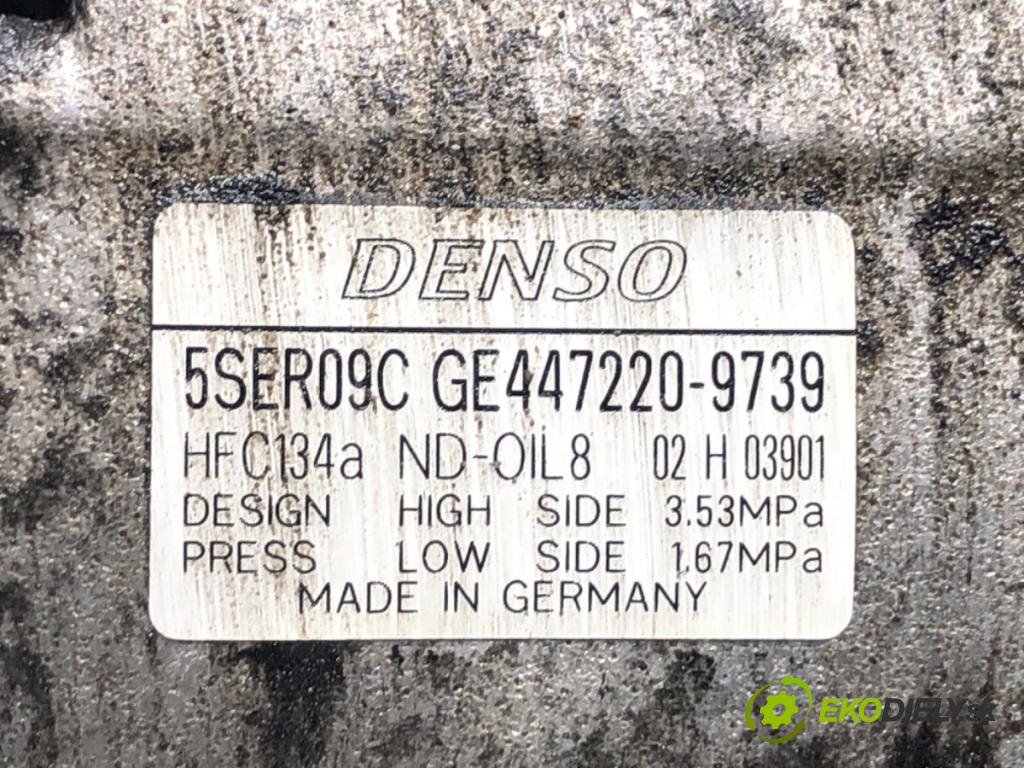 DENSO
5SER09C GE447220-9739
HFC134a ND-OIL8 02 H 03901
DESIGN HIGH SIDE 3.53MPa
PRESS LOW SIDE 1.67MPa
MADE IN GERMANY
EKODIELY.sk